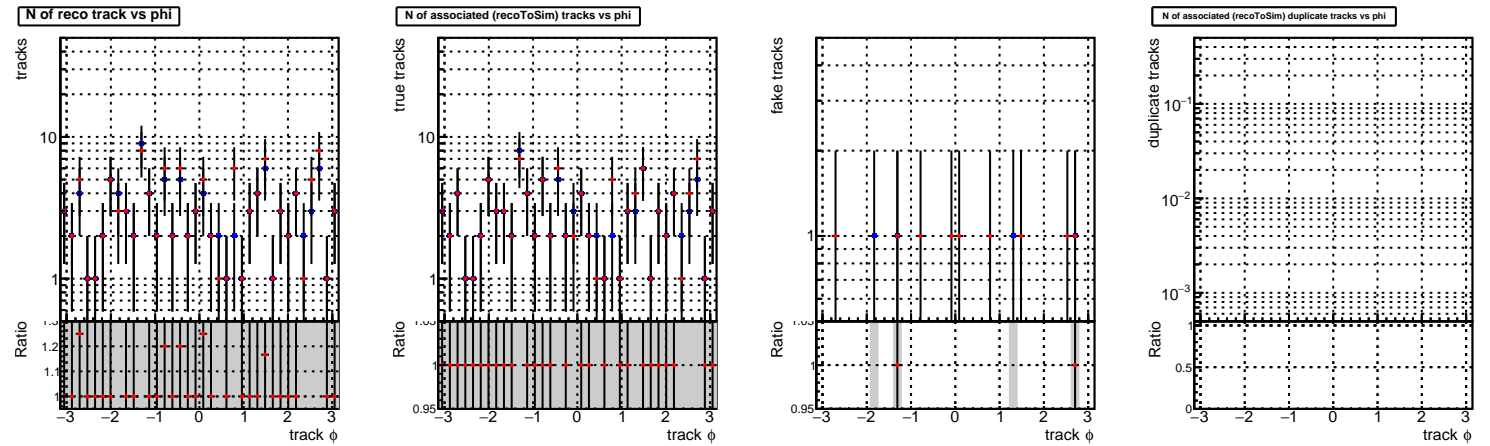 N of reco track vs phi
tracks
10
1
Ratio
1.3
1.2
1.1
1
−3 −2 −1 0 1 2 3
track φ
N of associated (recoToSim) tracks vs phi
true tracks
10
1
Ratio
1.05
1
0.95
−3 −2 −1 0 1 2 3
track φ
fake tracks
1
Ratio
1.05
1
0.95
−3 −2 −1 0 1 2 3
track φ
N of associated (recoToSim) duplicate tracks vs phi
duplicate tracks
10−1
10−2
10−3
Ratio
1
0.5
0
−3 −2 −1 0 1 2 3
track φ